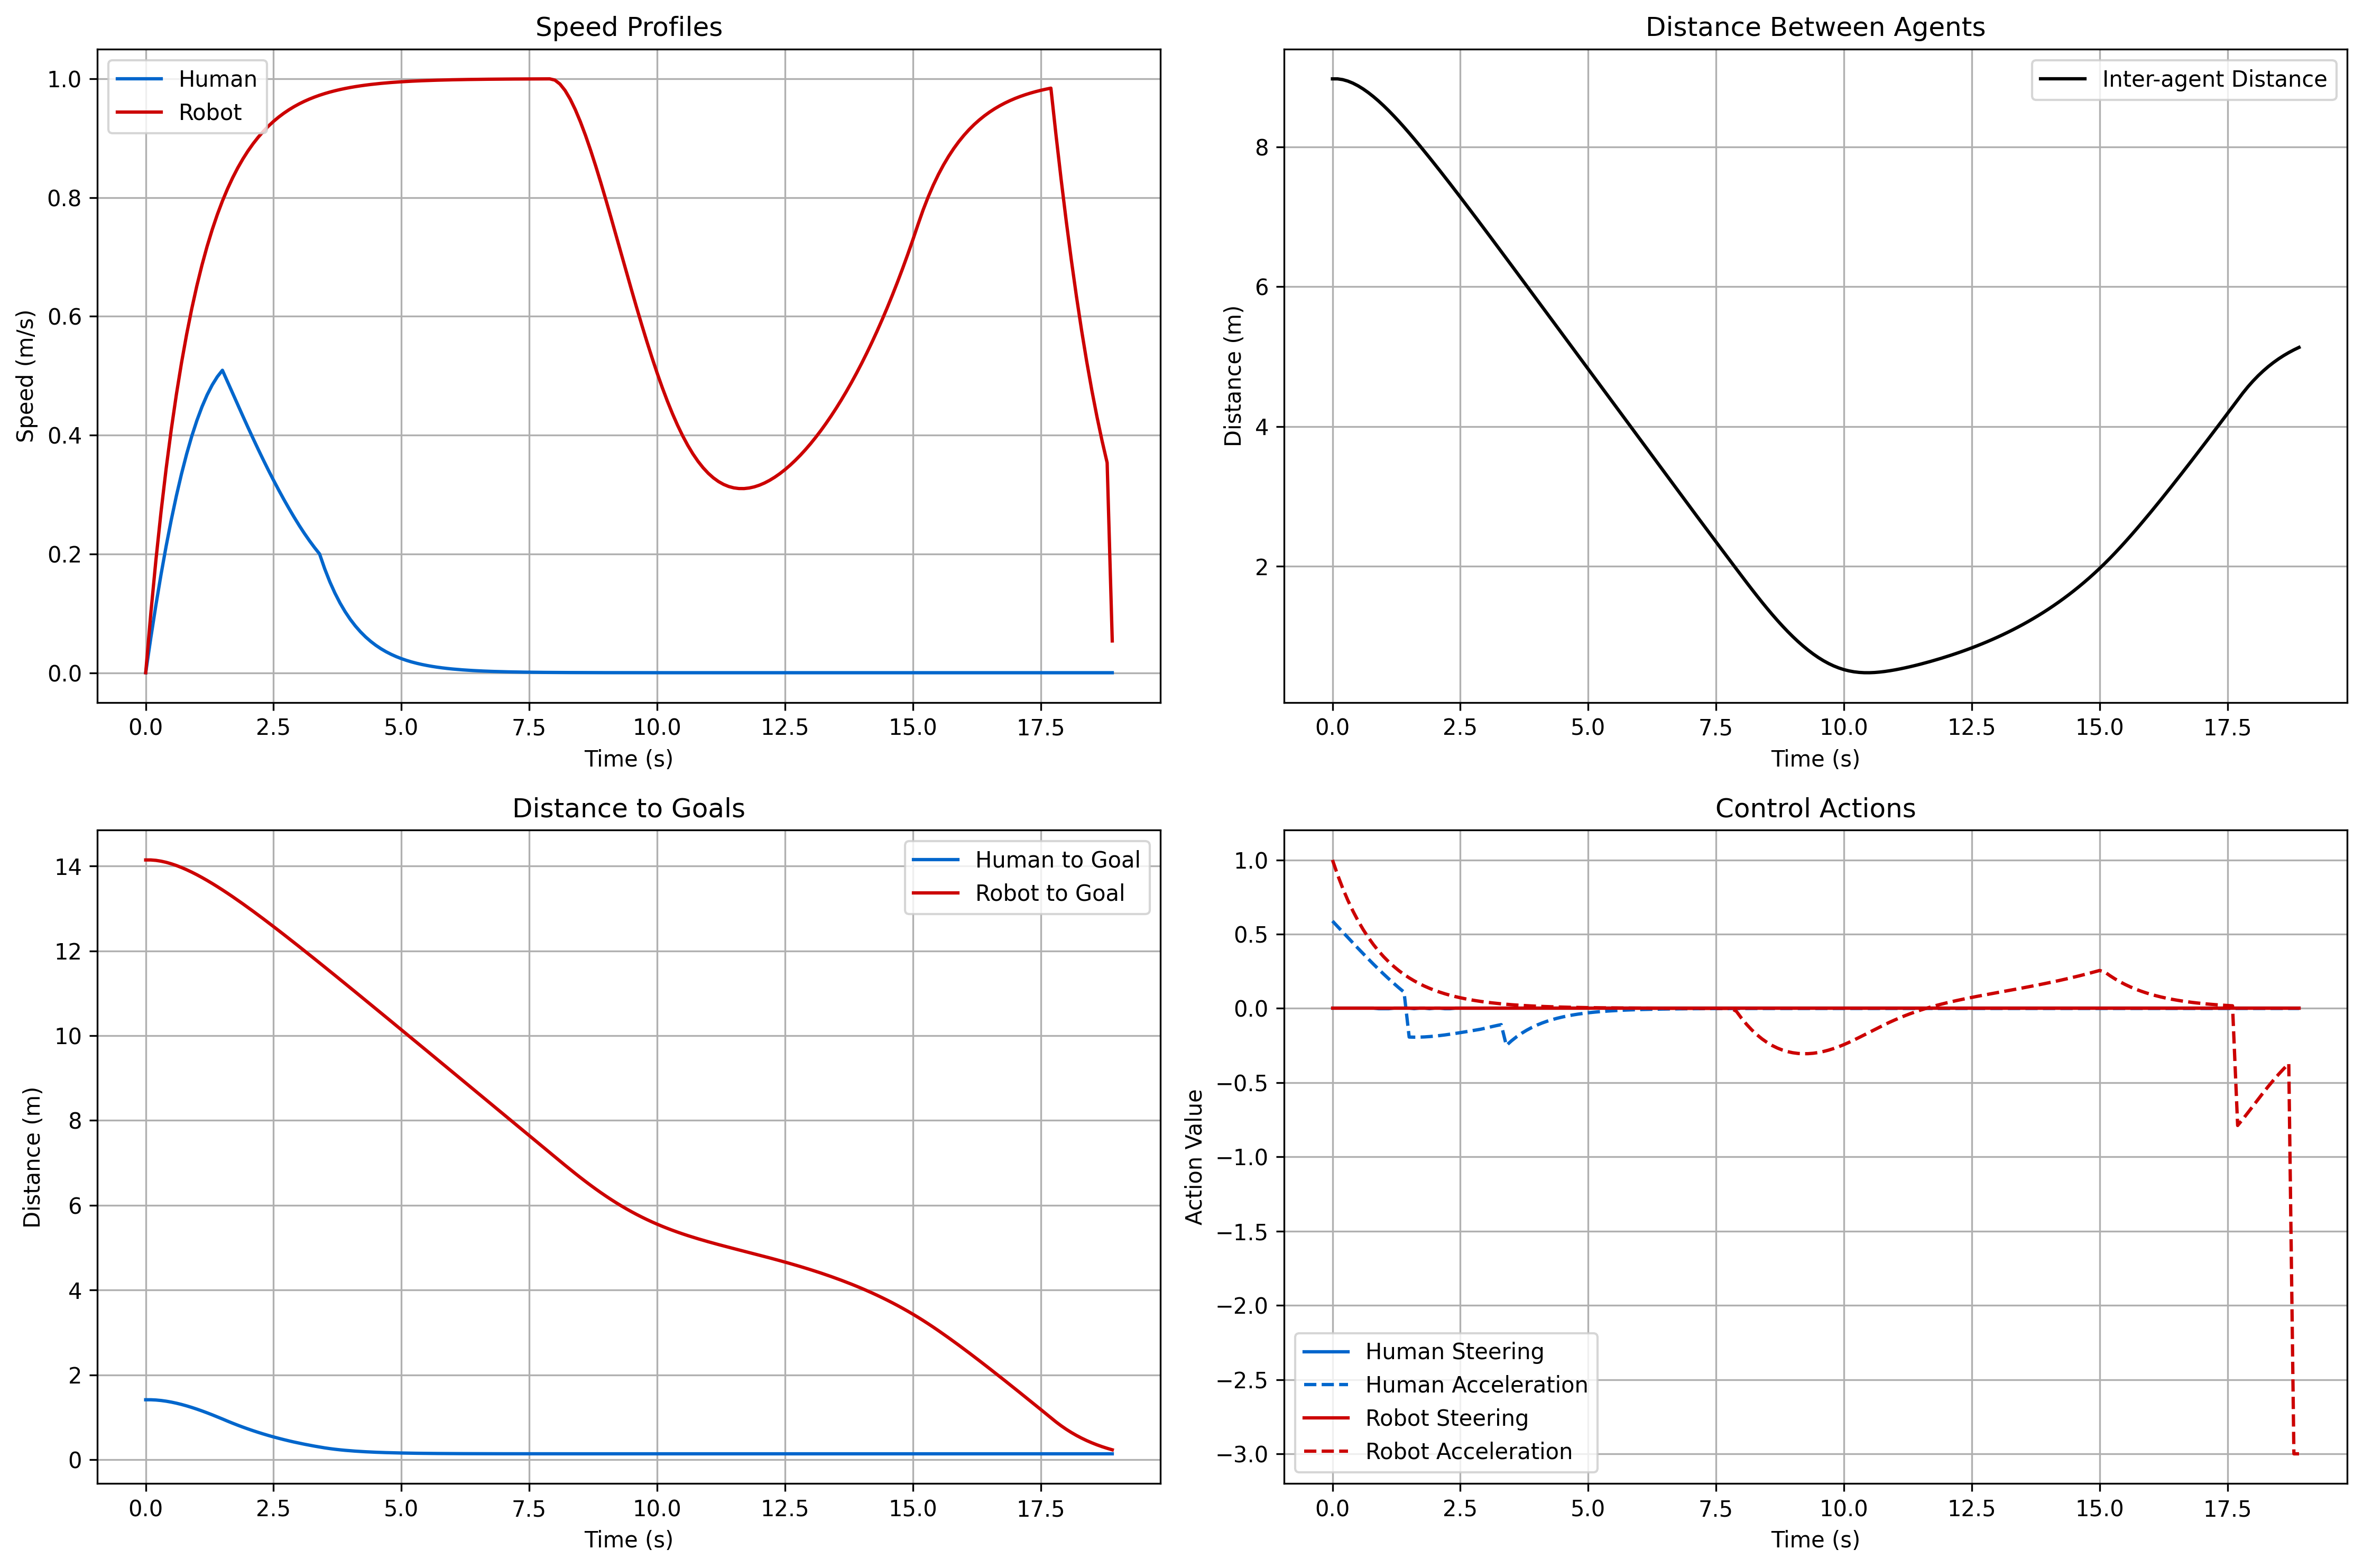 Speed Profiles
Human
Robot
Speed (m/s)
1.0
0.8
0.6
0.4
0.2
0.0
0.0 2.5 5.0 7.5 10.0 12.5 15.0 17.5
Time (s)
Distance Between Agents
Inter-agent Distance
Distance (m)
8
6
4
2
0.0 2.5 5.0 7.5 10.0 12.5 15.0 17.5
Time (s)
Distance to Goals
Human to Goal
Robot to Goal
Distance (m)
14
12
10
8
6
4
2
0
0.0 2.5 5.0 7.5 10.0 12.5 15.0 17.5
Time (s)
Control Actions
Action Value
1.0
0.5
0.0
−0.5
−1.0
−1.5
−2.0
−2.5
−3.0
Human Steering
Human Acceleration
Robot Steering
Robot Acceleration
0.0 2.5 5.0 7.5 10.0 12.5 15.0 17.5
Time (s)